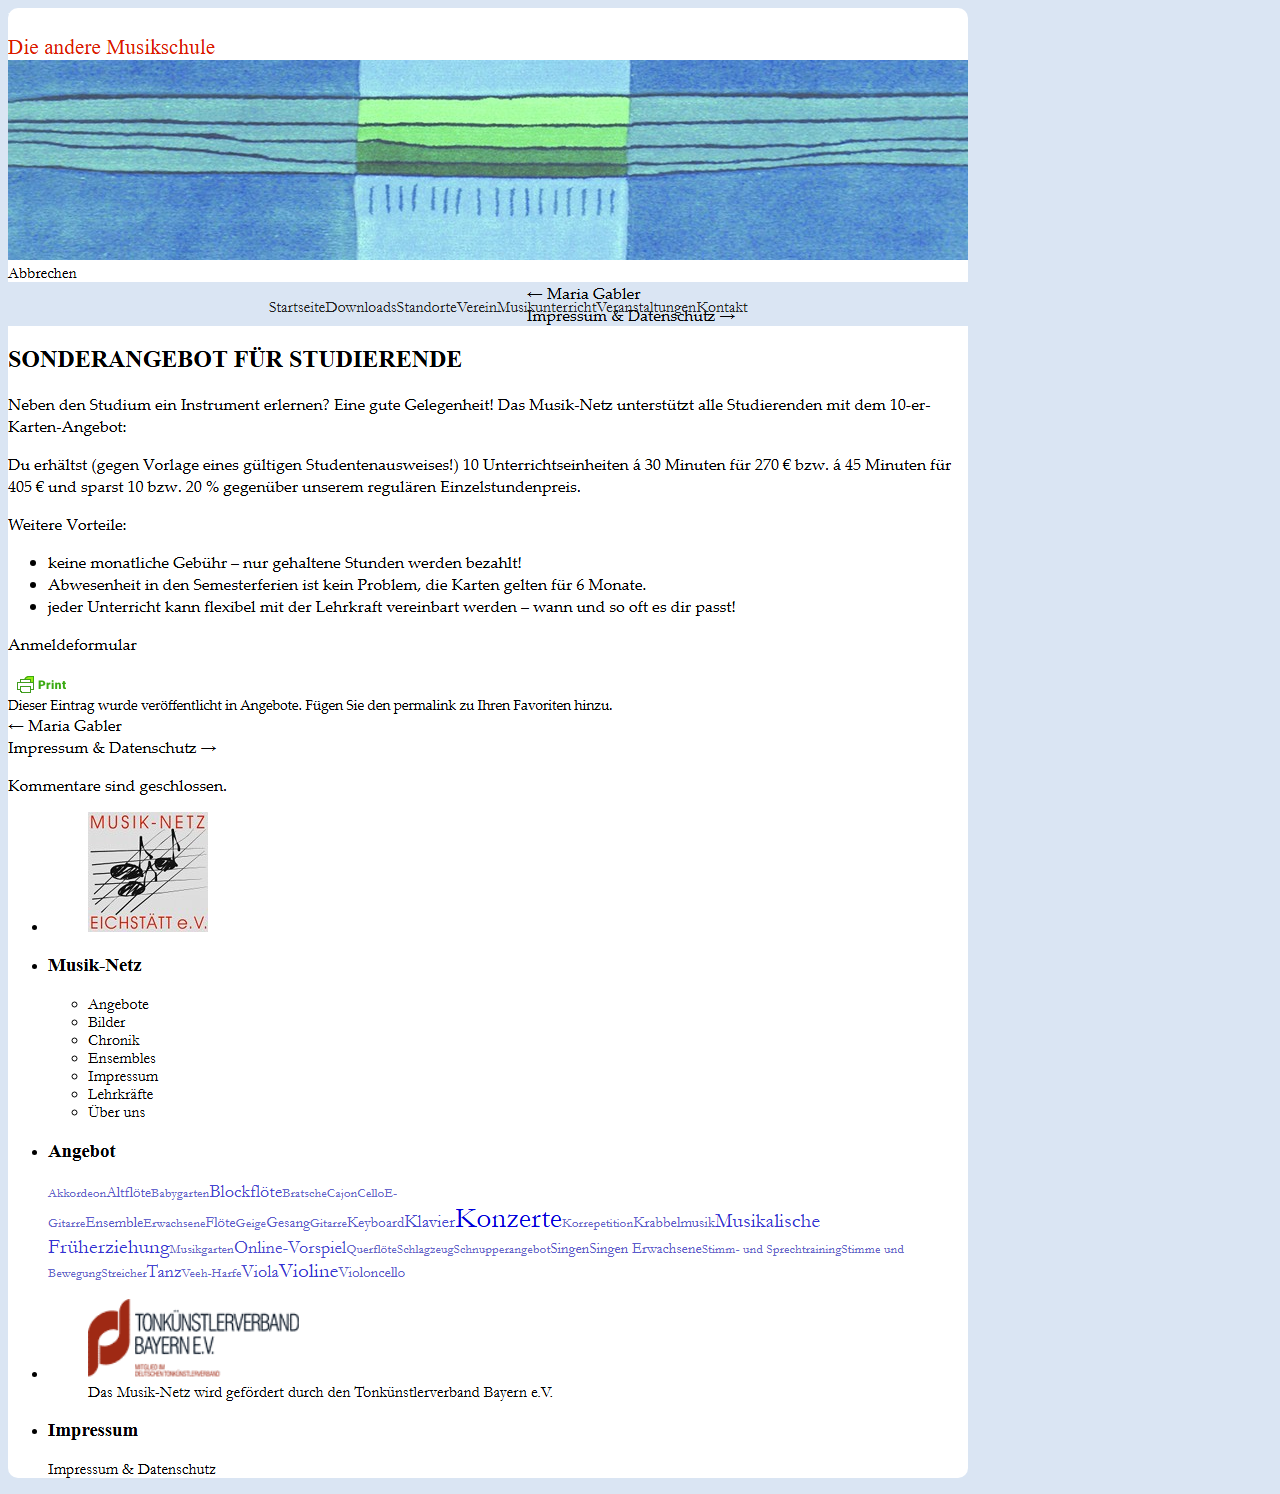 Die andere Musikschule
Abbrechen
← Maria Gabler
StartseiteDownloadsStandorteVereinMusikunterrichtVeranstaltungenKontakt
Impressum & Datenschutz →
SONDERANGEBOT FÜR STUDIERENDE
Neben den Studium ein Instrument erlernen? Eine gute Gelegenheit! Das Musik-Netz unterstützt alle Studierenden mit dem 10-er-
Karten-Angebot:
Du erhältst (gegen Vorlage eines gültigen Studentenausweises!) 10 Unterrichtseinheiten á 30 Minuten für 270 € bzw. á 45 Minuten für
405 € und sparst 10 bzw. 20 % gegenüber unserem regulären Einzelstundenpreis.
Weitere Vorteile:
keine monatliche Gebühr – nur gehaltene Stunden werden bezahlt!
Abwesenheit in den Semesterferien ist kein Problem, die Karten gelten für 6 Monate.
jeder Unterricht kann flexibel mit der Lehrkraft vereinbart werden – wann und so oft es dir passt!
Anmeldeformular
Print
Dieser Eintrag wurde veröffentlicht in Angebote. Fügen Sie den permalink zu Ihren Favoriten hinzu.
← Maria Gabler
Impressum & Datenschutz →
Kommentare sind geschlossen.
MUSIK-NETZ
EICHSTÄTT e.V.
Musik-Netz
Angebote
Bilder
Chronik
Ensembles
Impressum
Lehrkräfte
Über uns
Angebot
AkkordeonAltflöteBabygartenBlockflöteBratscheCajonCelloE-
GitarreEnsembleErwachseneFlöteGeigeGesangGitarreKeyboardKlavierKonzerteKorrepetitionKrabbelmusikMusikalische
FrüherziehungMusikgartenOnline-VorspielQuerflöteSchlagzeugSchnupperangebotSingenSingen ErwachseneStimm- und SprechtrainingStimme und
BewegungStreicherTanzVeeh-HarfeViolaViolineVioloncello
TONKÜNSTLERVERBAND
BAYERN E.V.
MITGLIED IM
DEUTSCHEN TONKÜNSTLERVERBAND
Das Musik-Netz wird gefördert durch den Tonkünstlerverband Bayern e.V.
Impressum
Impressum & Datenschutz